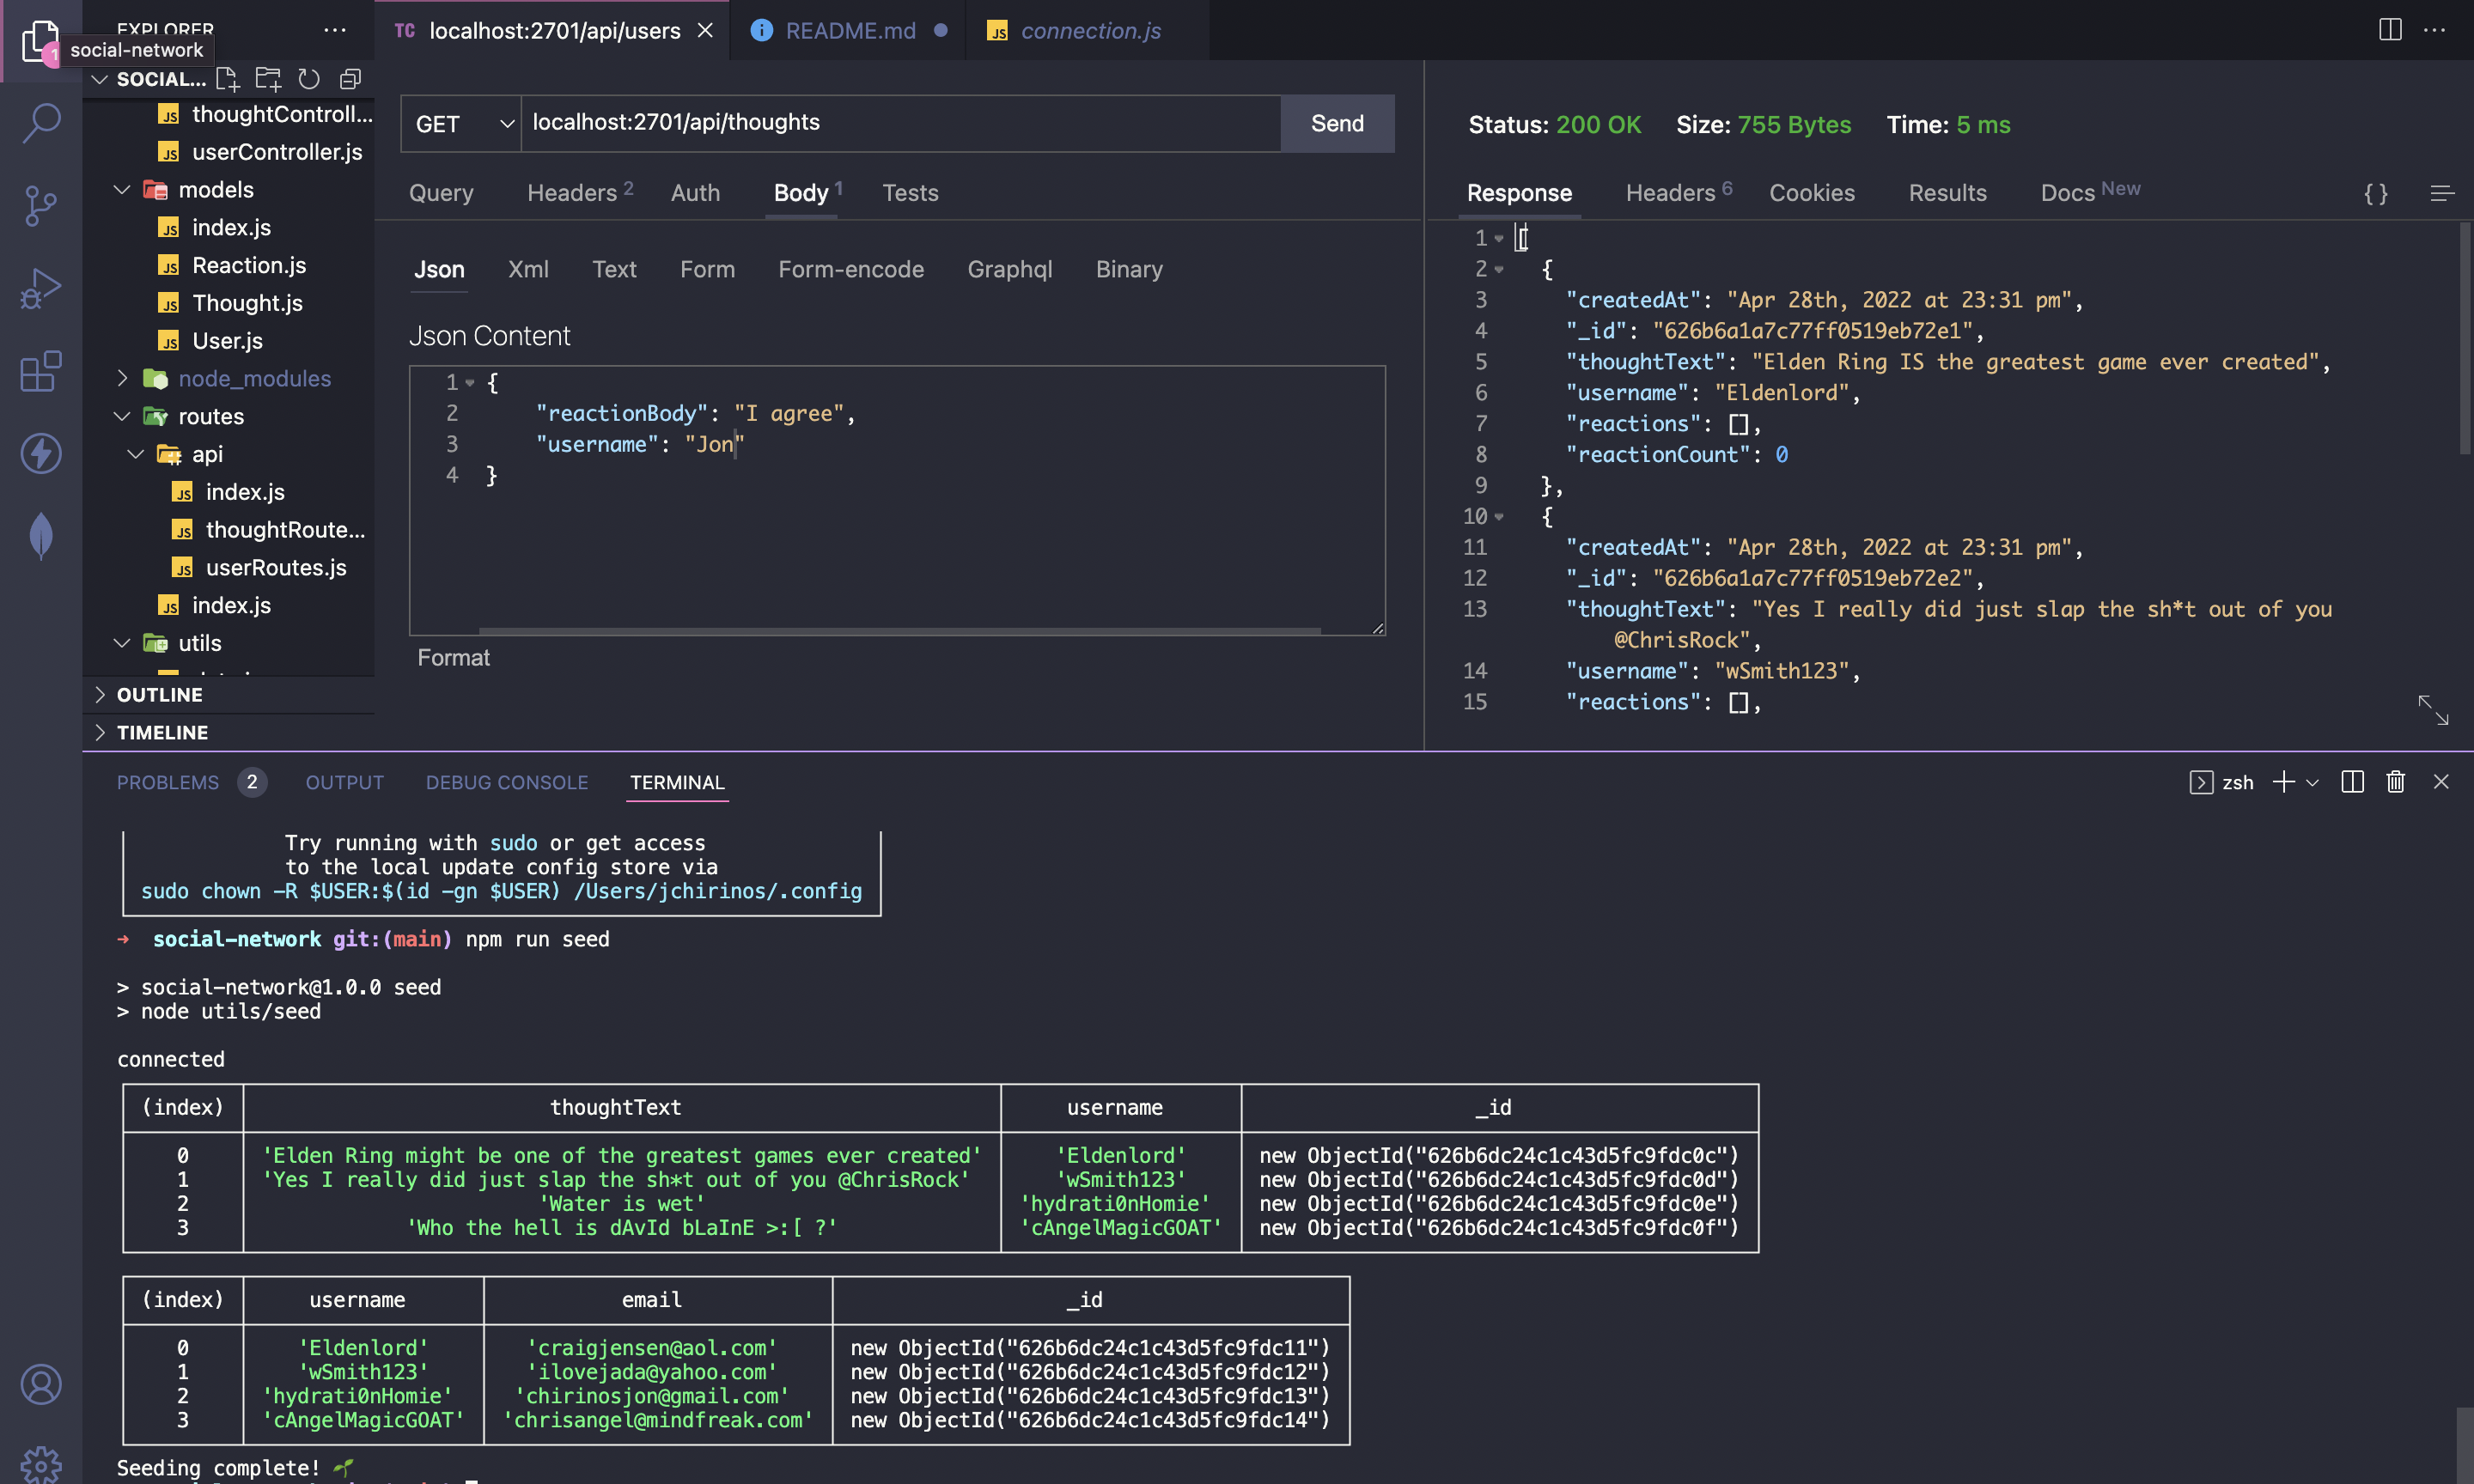 EXPLORER
social-network
1
SOCIAL...
thoughtControll...
userController.js
models
index.js
Reaction.js
Thought.js
User.js
node_modules
routes
api
index.js
thoughtRoute...
userRoutes.js
index.js
utils
OUTLINE
TIMELINE
TC localhost:2701/api/users
README.md
JS connection.js
GET localhost:2701/api/thoughts Send
Query Headers 2 Auth Body 1 Tests
Json Xml Text Form Form-encode Graphql Binary
Json Content
1 {
2 "reactionBody": "I agree",
3 "username": "Jon"
4 }
Format
Status: 200 OK Size: 755 Bytes Time: 5 ms
Response Headers 6 Cookies Results Docs New { }
1 [
2 {
3 "createdAt": "Apr 28th, 2022 at 23:31 pm",
4 "_id": "626b6a1a7c77ff0519eb72e1",
5 "thoughtText": "Elden Ring IS the greatest game ever created",
6 "username": "Eldenlord",
7 "reactions": [],
8 "reactionCount": 0
9 },
10 {
11 "createdAt": "Apr 28th, 2022 at 23:31 pm",
12 "_id": "626b6a1a7c77ff0519eb72e2",
13 "thoughtText": "Yes I really did just slap the sh*t out of you
@ChrisRock",
14 "username": "wSmith123",
15 "reactions": [],
PROBLEMS 2 OUTPUT DEBUG CONSOLE TERMINAL
zsh
Try running with sudo or get access
to the local update config store via
sudo chown -R $USER:$(id -gn $USER) /Users/jchirinos/.config
➜ social-network git:(main) npm run seed
> social-network@1.0.0 seed
> node utils/seed
connected
(index) thoughtText username _id
0 'Elden Ring might be one of the greatest games ever created' 'Eldenlord' new ObjectId("626b6dc24c1c43d5fc9fdc0c")
1 'Yes I really did just slap the sh*t out of you @ChrisRock' 'wSmith123' new ObjectId("626b6dc24c1c43d5fc9fdc0d")
2 'Water is wet' 'hydrati0nHomie' new ObjectId("626b6dc24c1c43d5fc9fdc0e")
3 'Who the hell is dAvId bLaInE >:[ ?' 'cAngelMagicGOAT' new ObjectId("626b6dc24c1c43d5fc9fdc0f")
(index) username email _id
0 'Eldenlord' 'craigjensen@aol.com' new ObjectId("626b6dc24c1c43d5fc9fdc11")
1 'wSmith123' 'ilovejada@yahoo.com' new ObjectId("626b6dc24c1c43d5fc9fdc12")
2 'hydrati0nHomie' 'chirinosjon@gmail.com' new ObjectId("626b6dc24c1c43d5fc9fdc13")
3 'cAngelMagicGOAT' 'chrisangel@mindfreak.com' new ObjectId("626b6dc24c1c43d5fc9fdc14")
Seeding complete! 🌱